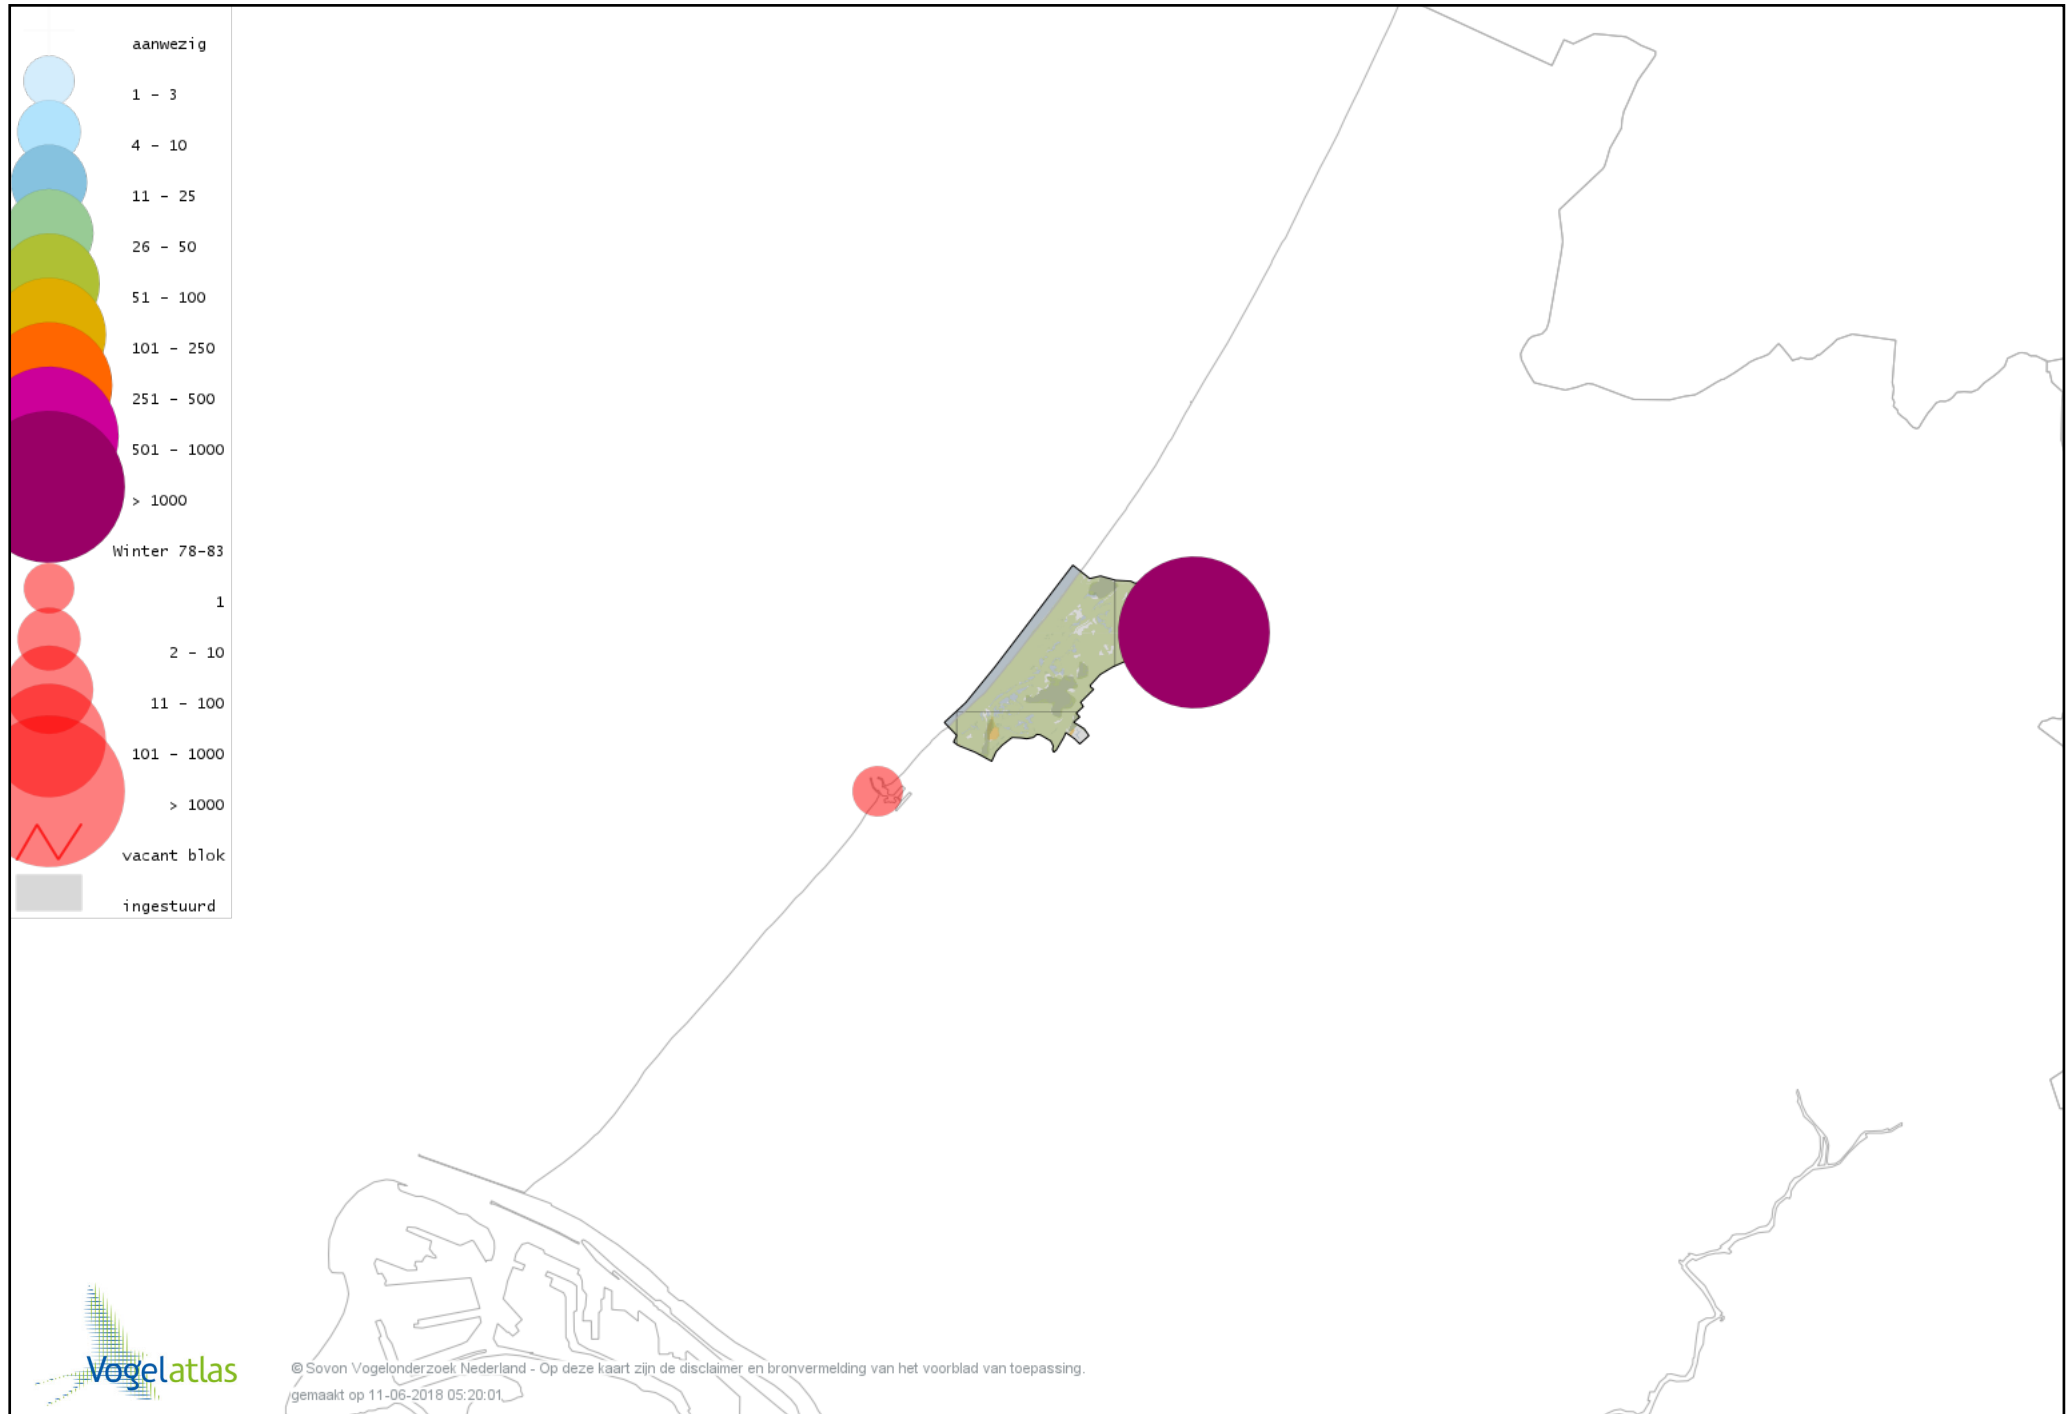 aanwezig
1 - 3
4 - 10
11 - 25
26 - 50
51 - 100
101 - 250
251 - 500
501 - 1000
> 1000
Winter 78-83
1
2 - 10
11 - 100
101 - 1000
> 1000
vacant blok
ingestuurd
Vogelatlas
© Sovon Vogelonderzoek Nederland - Op deze kaart zijn de disclaimer en bronvermelding van het voorblad van toepassing.
gemaakt op 11-06-2018 05:20:01